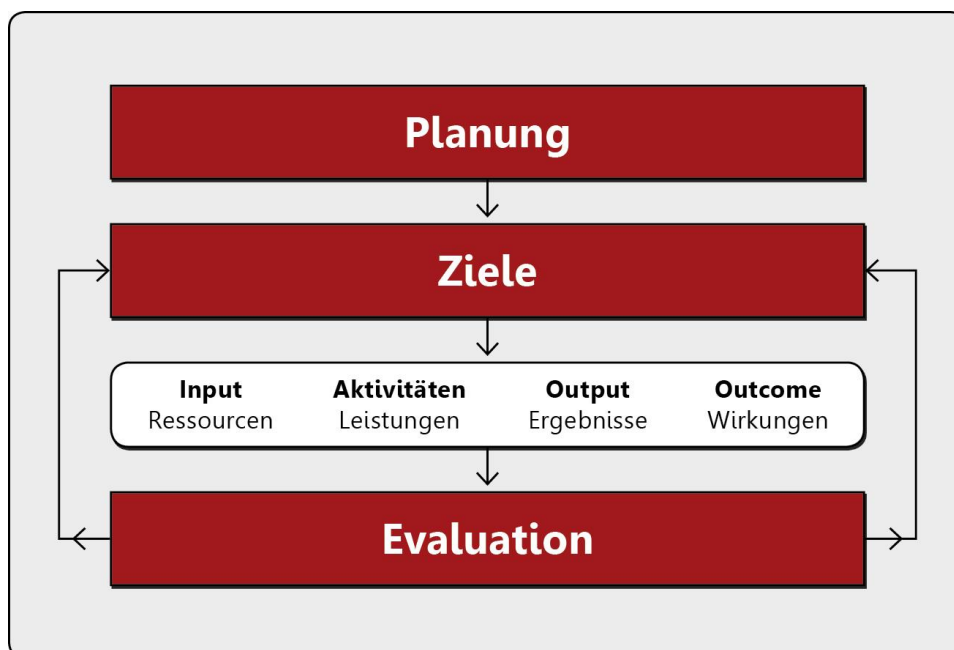 Planung
Ziele
Input Aktivitäten Output Outcome
Ressourcen Leistungen Ergebnisse Wirkungen
Evaluation